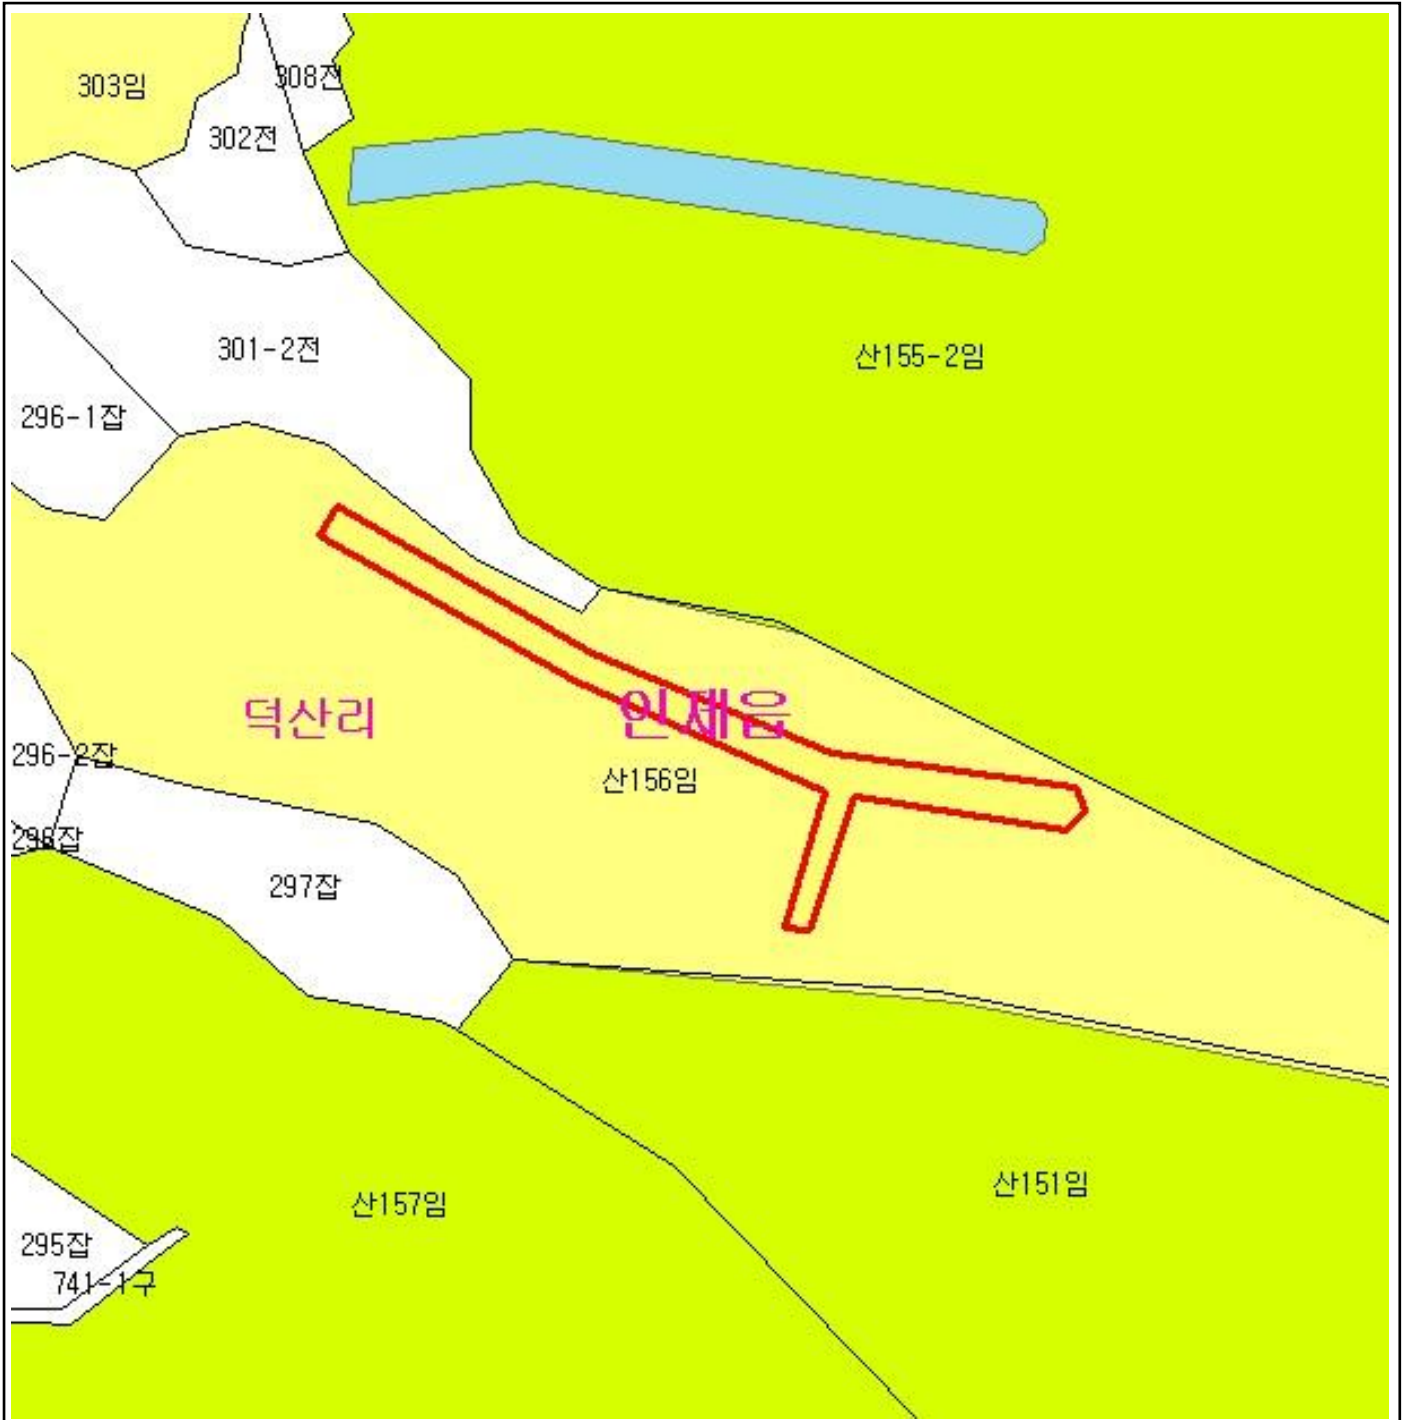 303임
308전
302전
301-2전
산155-2임
296-1잡
덕산리
인제읍
296-2잡
산156임
298잡
297잡
산151임
산157임
295잡
741-1구